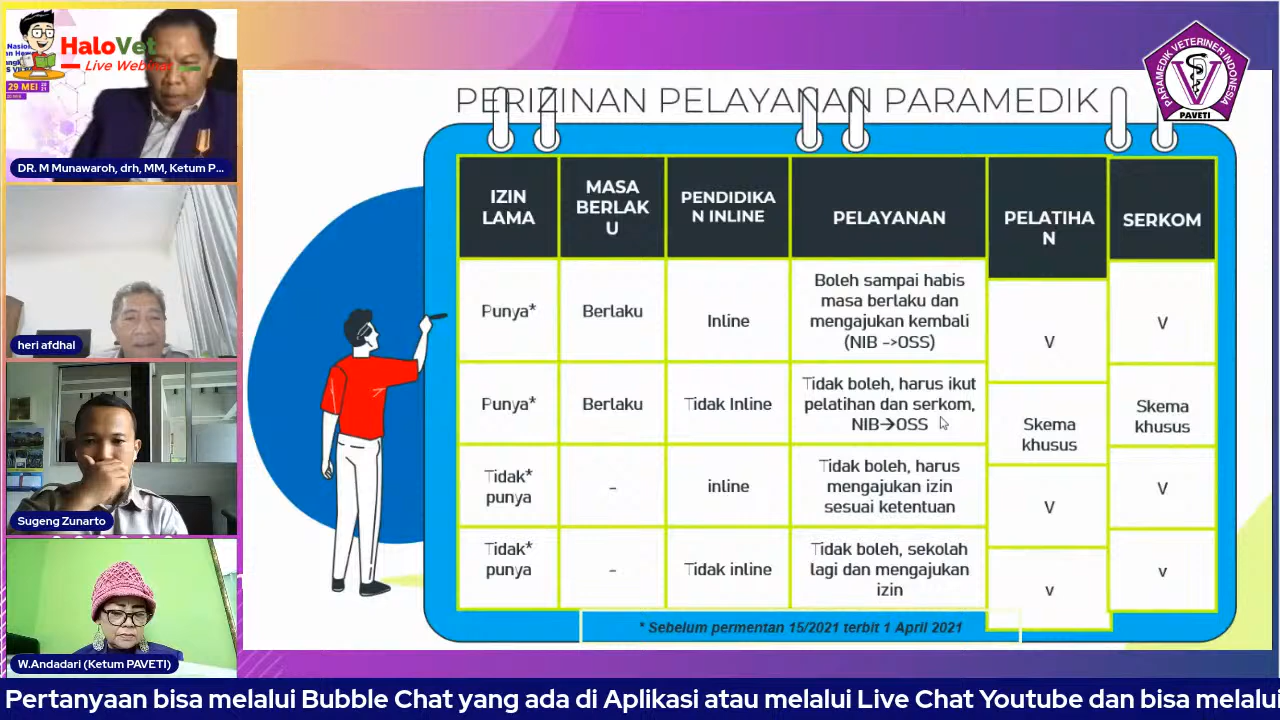 HaloVet
Live Webinar
29 MEI
DR. M Munawaroh, drh, MM, Ketum P...
heri afdhal
Sugeng Zunarto
W.Andadari (Ketum PAVETI)
PARAMEDIK VETERINER INDONESIA
PAVETI
PERIZINAN PELAYANAN PARAMEDIK
IZIN
LAMA
MASA
BERLAK
U
PENDIDIKA
N INLINE
PELAYANAN
PELATIHA
N
SERKOM
Punya*
Berlaku
Inline
Boleh sampai habis
masa berlaku dan
mengajukan kembali
(NIB ->OSS)
V
V
Punya*
Berlaku
Tidak Inline
Tidak boleh, harus ikut
pelatihan dan serkom,
NIB→OSS
Skema
khusus
Skema
khusus
Tidak*
punya
-
inline
Tidak boleh, harus
mengajukan izin
sesuai ketentuan
V
V
Tidak*
punya
-
Tidak inline
Tidak boleh, sekolah
lagi dan mengajukan
izin
v
v
* Sebelum permentan 15/2021 terbit 1 April 2021
Pertanyaan bisa melalui Bubble Chat yang ada di Aplikasi atau melalui Live Chat Youtube dan bisa melalui